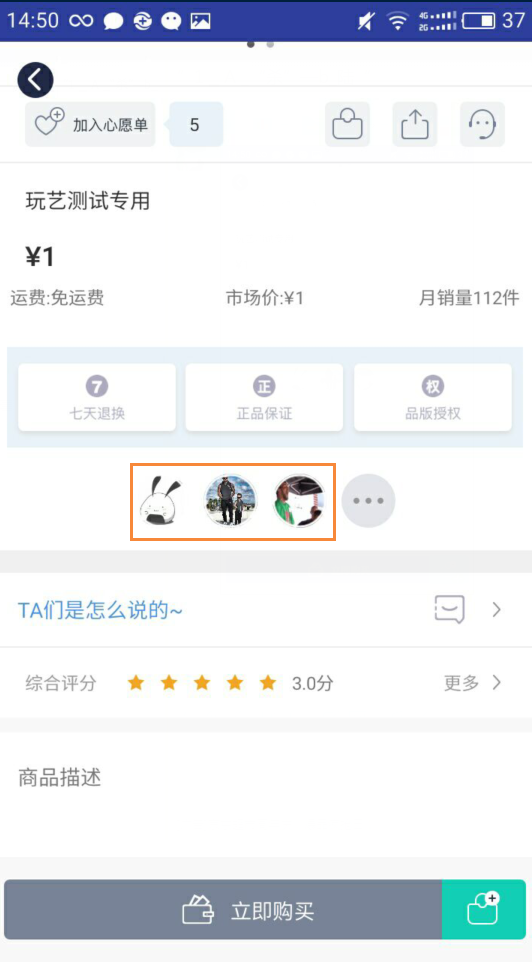 14:50 4G 2G 37
加入心愿单 5
玩艺测试专用
¥1
运费:免运费 市场价:¥1 月销量112件
7 正 权
七天退换 正品保证 品版授权
TA们是怎么说的~
综合评分 3.0分 更多
商品描述
立即购买